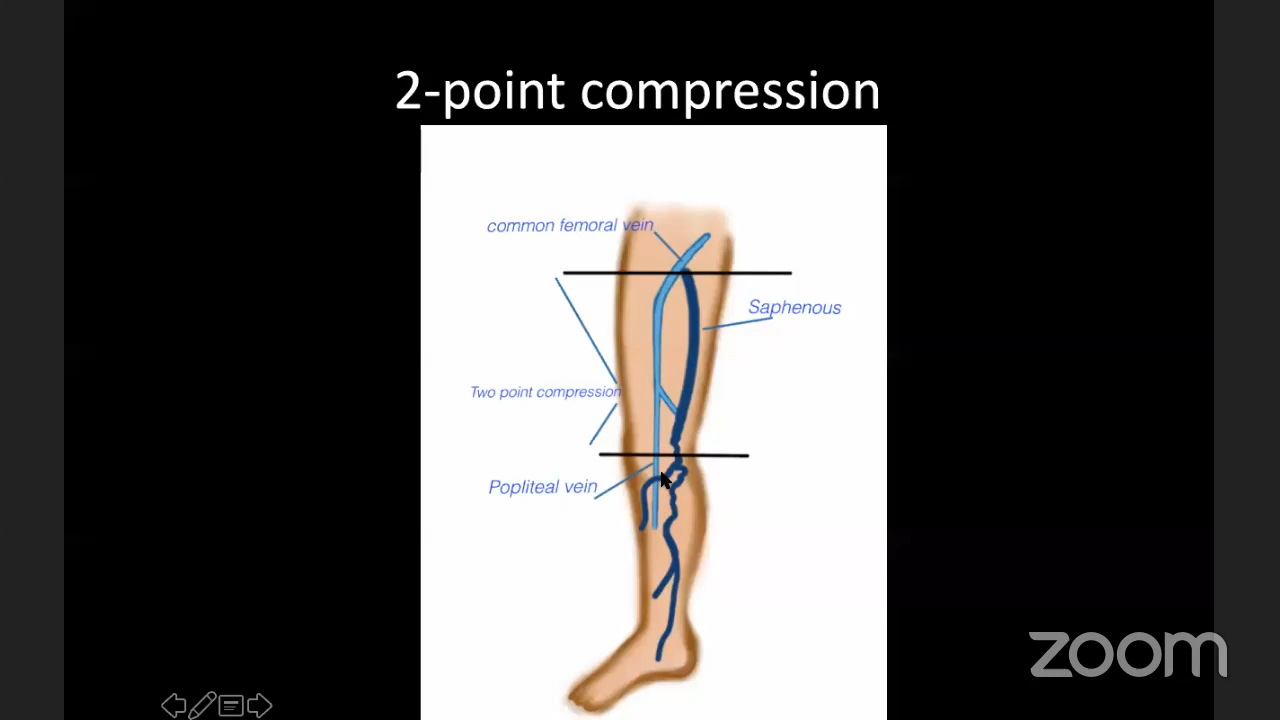 2-point compression
common femoral vein
Saphenous
Two point compression
Popliteal vein
zoom